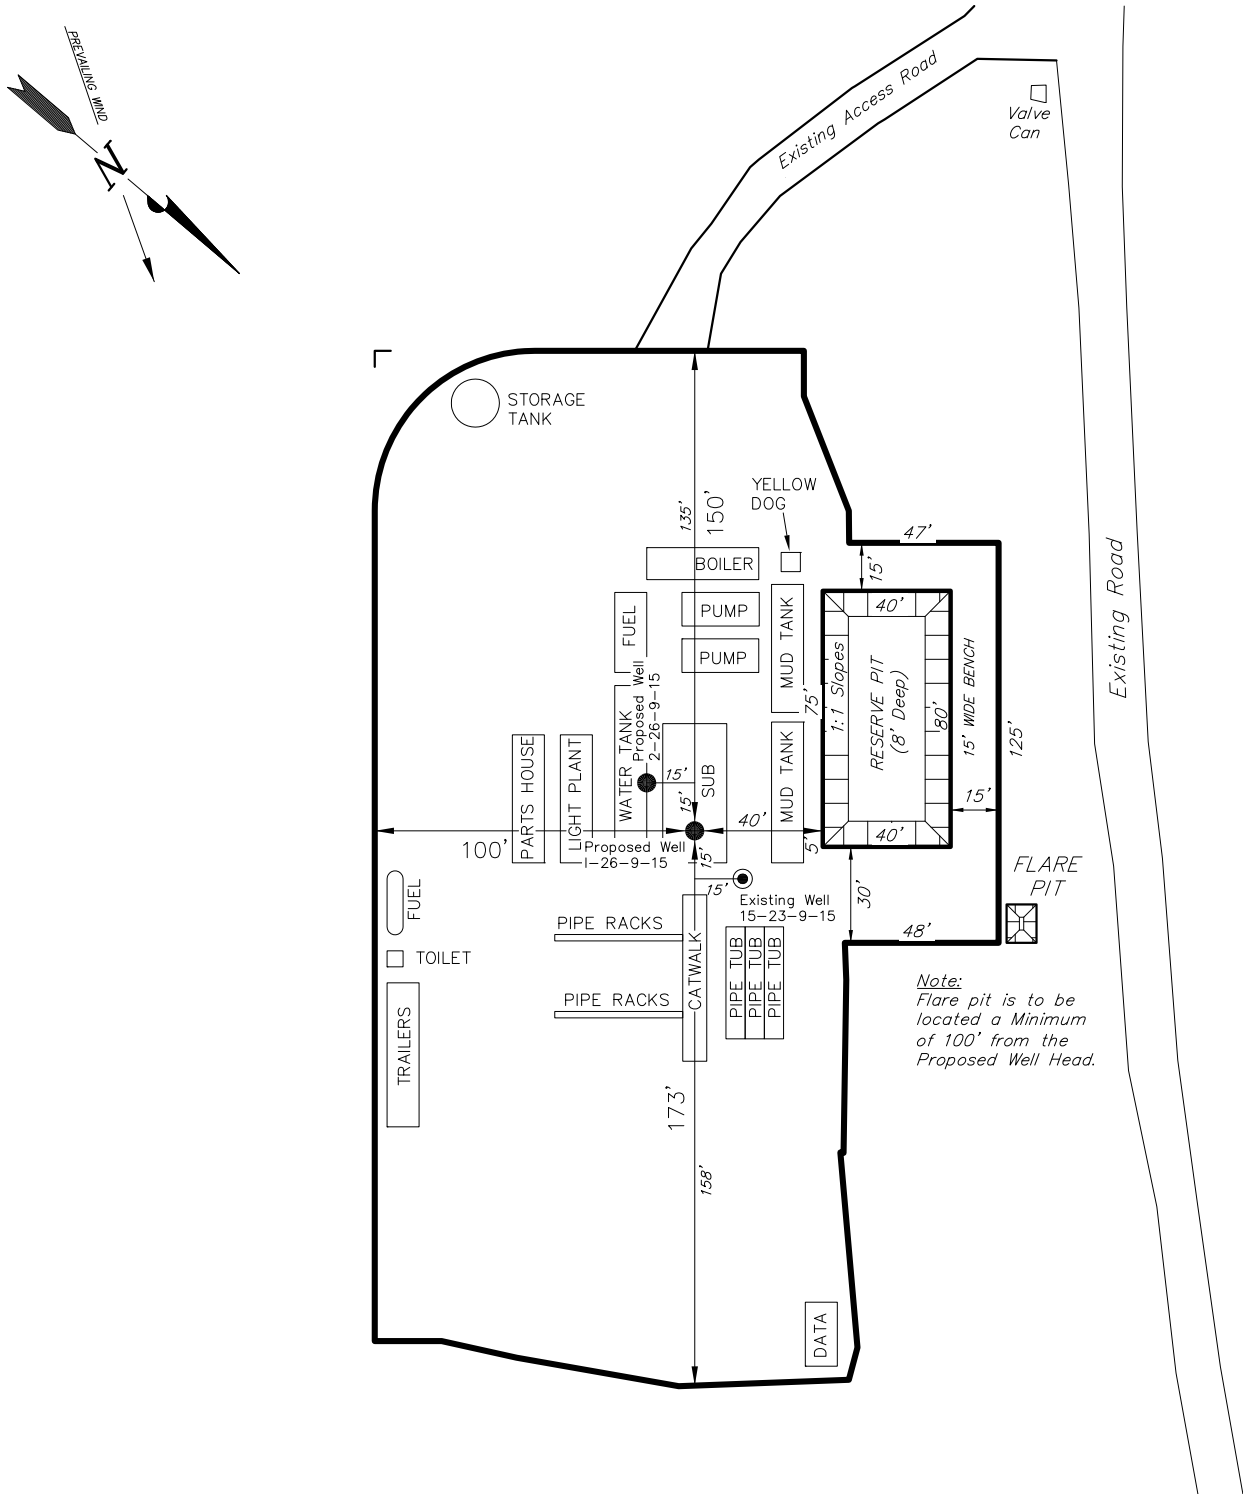 PREVAILING WIND
N
Existing Access Road
Valve
Can
STORAGE
TANK
YELLOW
DOG
135'
150'
47'
15'
BOILER
PUMP
PUMP
FUEL
MUD TANK
40'
1:1 Slopes
RESERVE PIT
(8' Deep)
80'
15' WIDE BENCH
125'
Existing Road
75'
Proposed Well
2-26-9-15
WATER TANK
PARTS HOUSE
LIGHT PLANT
SUB
15'
15'
MUD TANK
40'
15'
40'
5'
100'
Proposed Well
1-26-9-15
15'
15'
Existing Well
15-23-9-15
30'
FLARE
PIT
48'
FUEL
TOILET
TRAILERS
PIPE RACKS
PIPE RACKS
CATWALK
PIPE TUB
PIPE TUB
PIPE TUB
Note:
Flare pit is to be
located a Minimum
of 100' from the
Proposed Well Head.
173'
158'
DATA